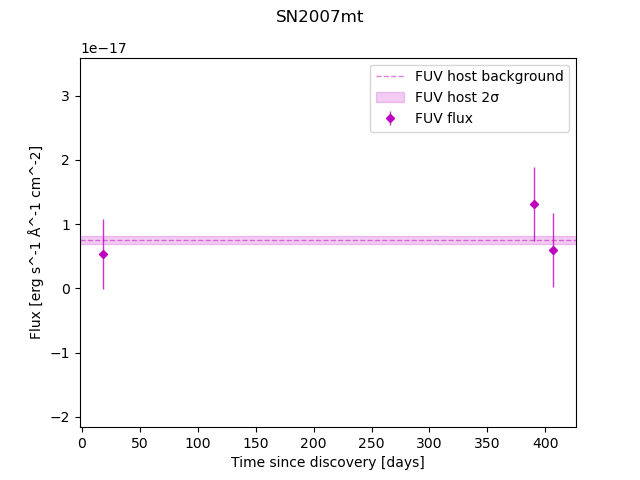 SN2007mt
1e−17
FUV host background
FUV host 2σ
FUV flux
3
2
1
0
−1
−2
Flux [erg s^-1 Å^-1 cm^-2]
0 50 100 150 200 250 300 350 400
Time since discovery [days]